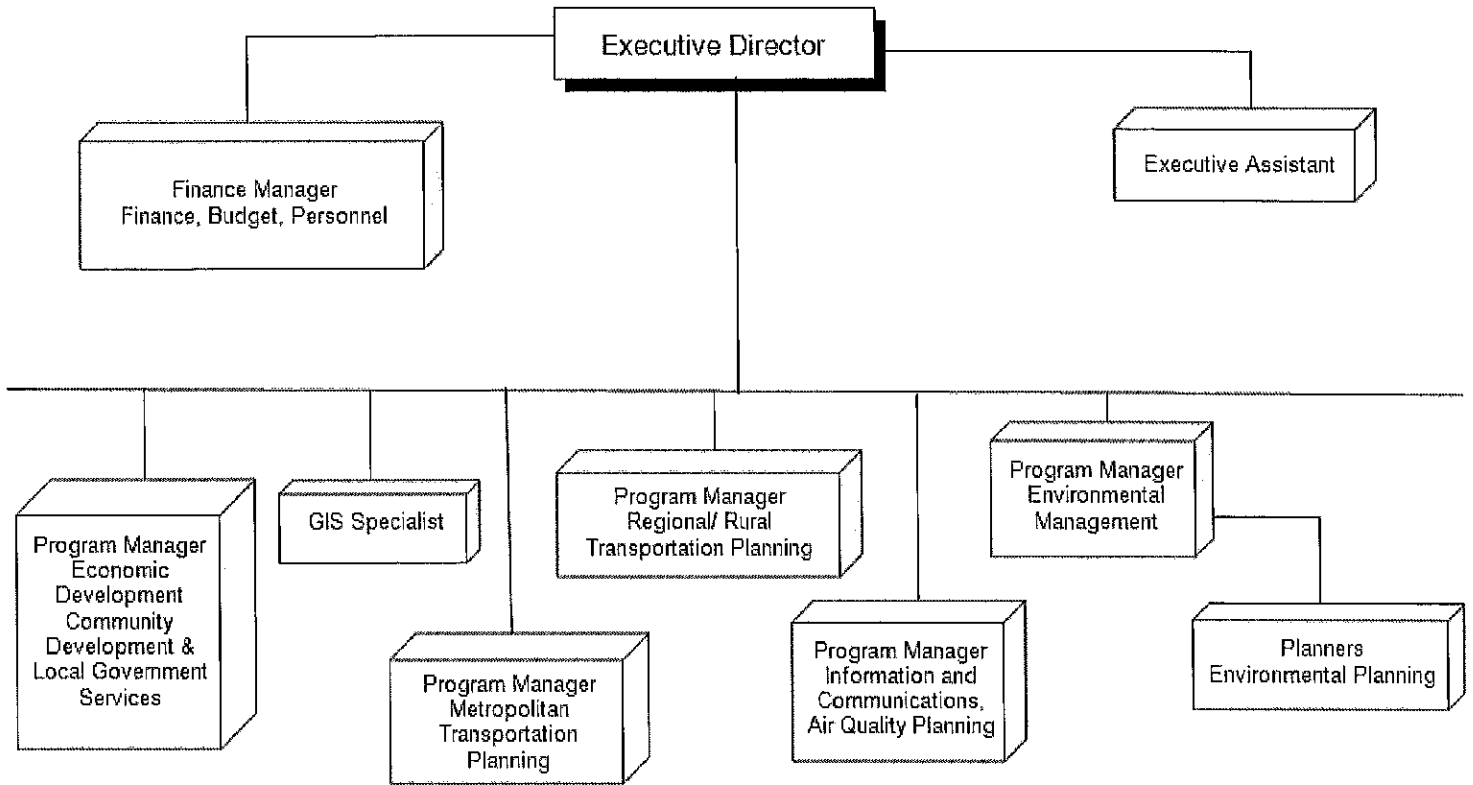 Executive Director
Finance Manager
Finance, Budget, Personnel
Executive Assistant
Program Manager
Economic
Development
Community
Development &
Local Government
Services
GIS Specialist
Program Manager
Metropolitan
Transportation
Planning
Program Manager
Regional/ Rural
Transportation Planning
Program Manager
Information and
Communications,
Air Quality Planning
Program Manager
Environmental
Management
Planners
Environmental Planning